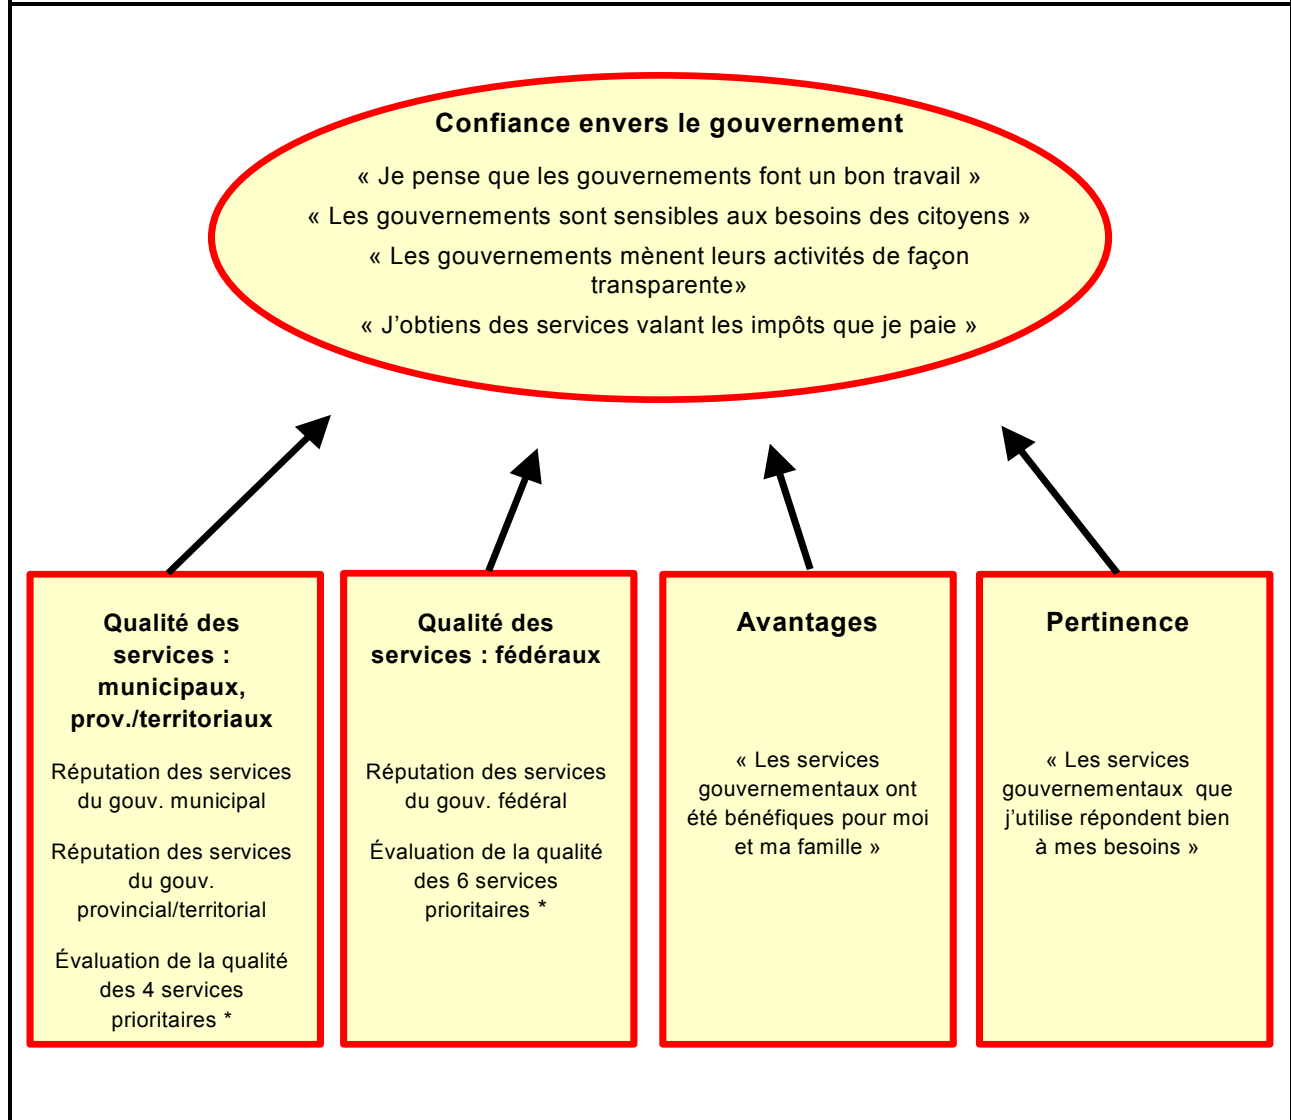 Confiance envers le gouvernement
« Je pense que les gouvernements font un bon travail »
« Les gouvernements sont sensibles aux besoins des citoyens »
« Les gouvernements mènent leurs activités de façon
transparente»
« J’obtiens des services valant les impôts que je paie »
Qualité des
services :
municipaux,
prov./territoriaux
Réputation des services
du gouv. municipal
Réputation des services
du gouv.
provincial/territorial
Évaluation de la qualité
des 4 services
prioritaires *
Qualité des
services : fédéraux
Réputation des services
du gouv. fédéral
Évaluation de la qualité
des 6 services
prioritaires *
Avantages
« Les services
gouvernementaux ont
été bénéfiques pour moi
et ma famille »
Pertinence
« Les services
gouvernementaux que
j’utilise répondent bien
à mes besoins »